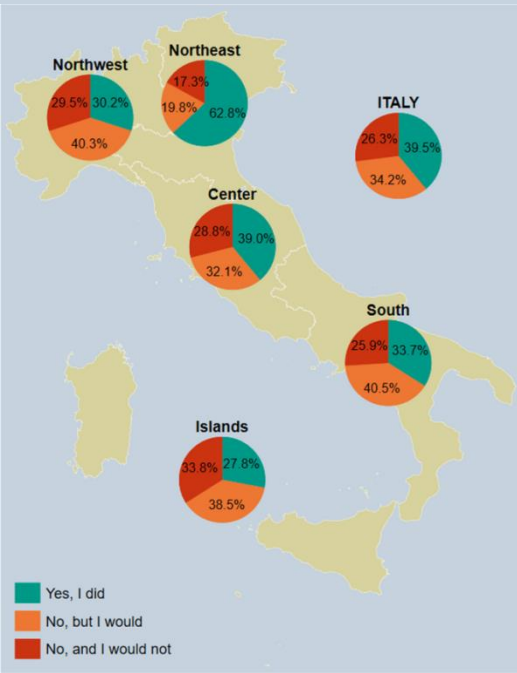 Northwest
29.5% 30.2%
40.3%
Northeast
17.3%
19.8% 62.8%
ITALY
26.3% 39.5%
34.2%
Center
28.8% 39.0%
32.1%
South
25.9% 33.7%
40.5%
Islands
33.8% 27.8%
38.5%
Yes, I did
No, but I would
No, and I would not